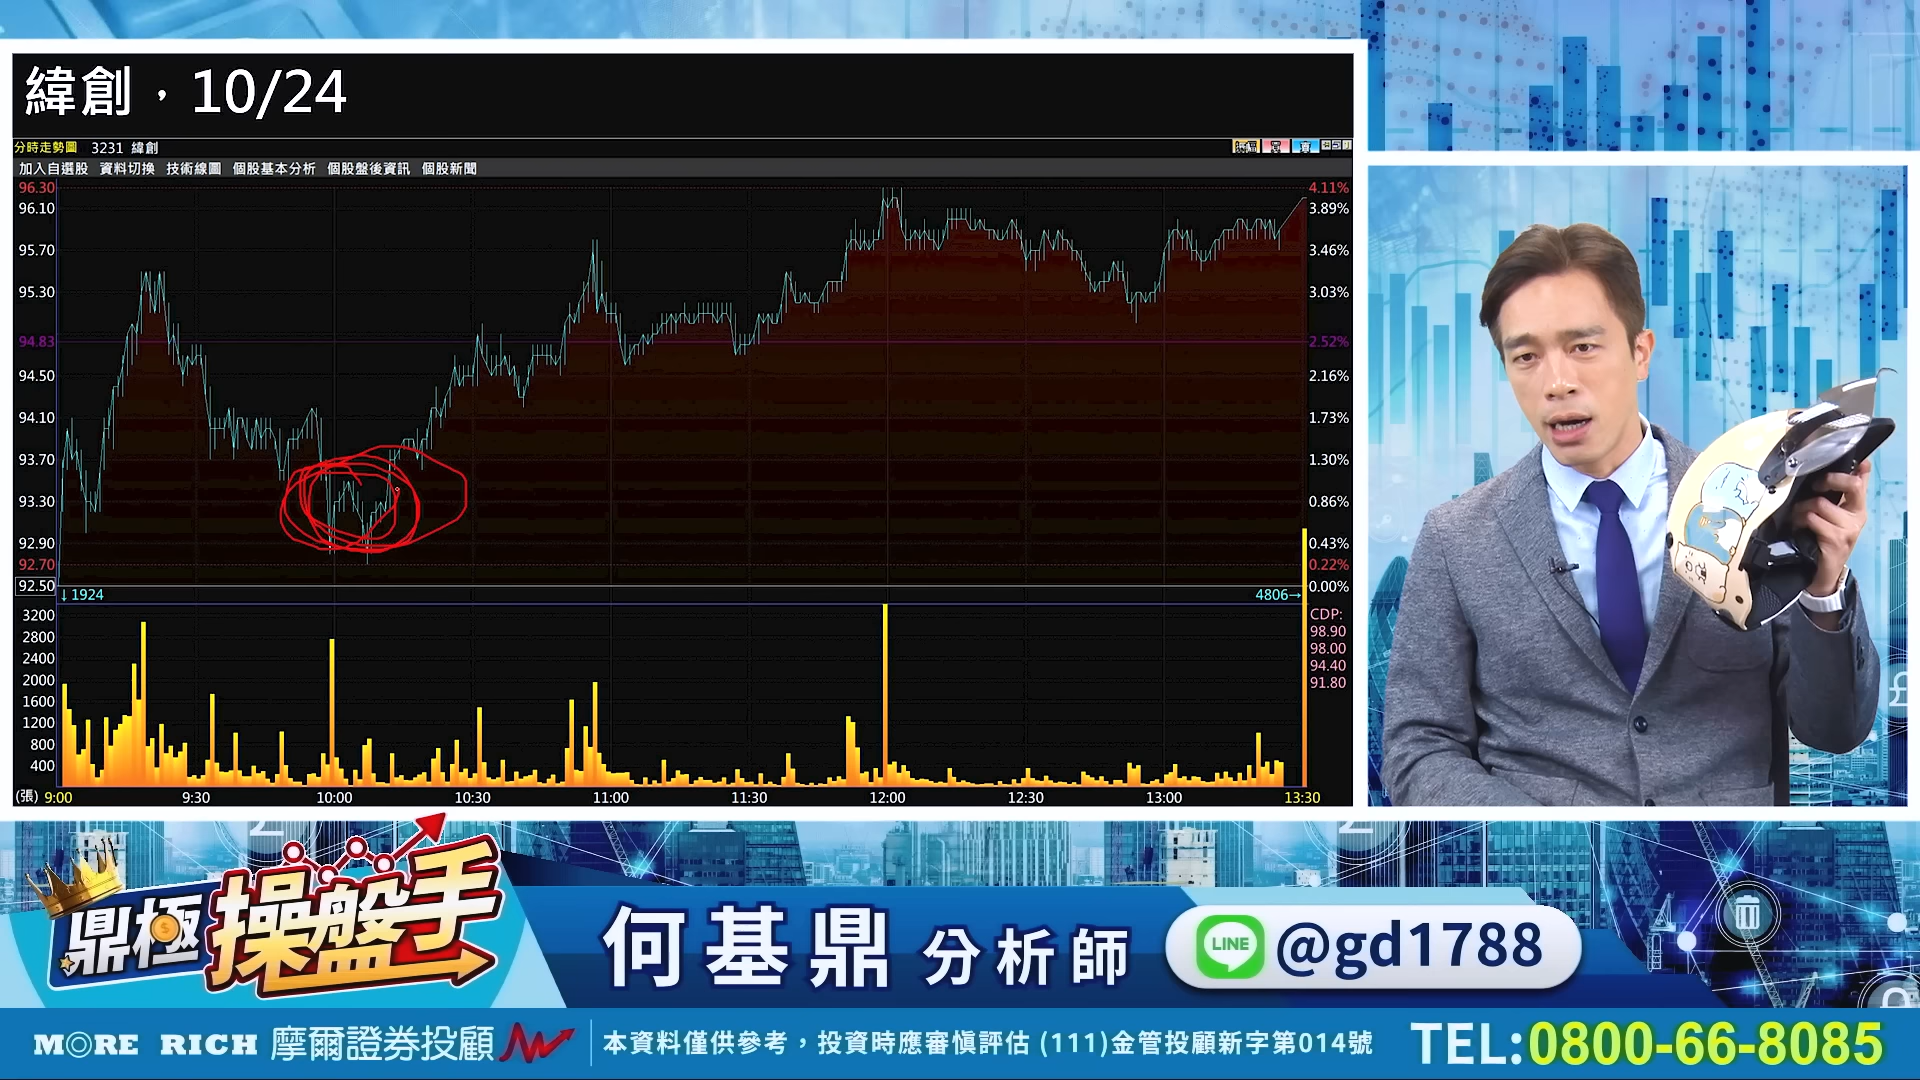 緯創，10/24
分時走勢圖 3231 緯創
加入自選股 資料切換 技術線圖 個股基本分析 個股盤後資訊 個股新聞
96.30 4.11%
96.10 3.89%
95.70 3.46%
95.30 3.03%
94.83 2.52%
94.50 2.16%
94.10 1.73%
93.70 1.30%
93.30 0.86%
92.90 0.43%
92.70 0.22%
92.50 0.00%
↓1924 4806→
3200 CDP:
2800 98.90
2400 98.00
2000 94.40
1600 91.80
1200
800
400
(張) 9:00 9:30 10:00 10:30 11:00 11:30 12:00 12:30 13:00 13:30
鼎極操盤手
何基鼎 分析師
LINE @gd1788
MORE RICH 摩爾證券投顧
本資料僅供參考，投資時應審慎評估 (111)金管投顧新字第014號
TEL:0800-66-8085